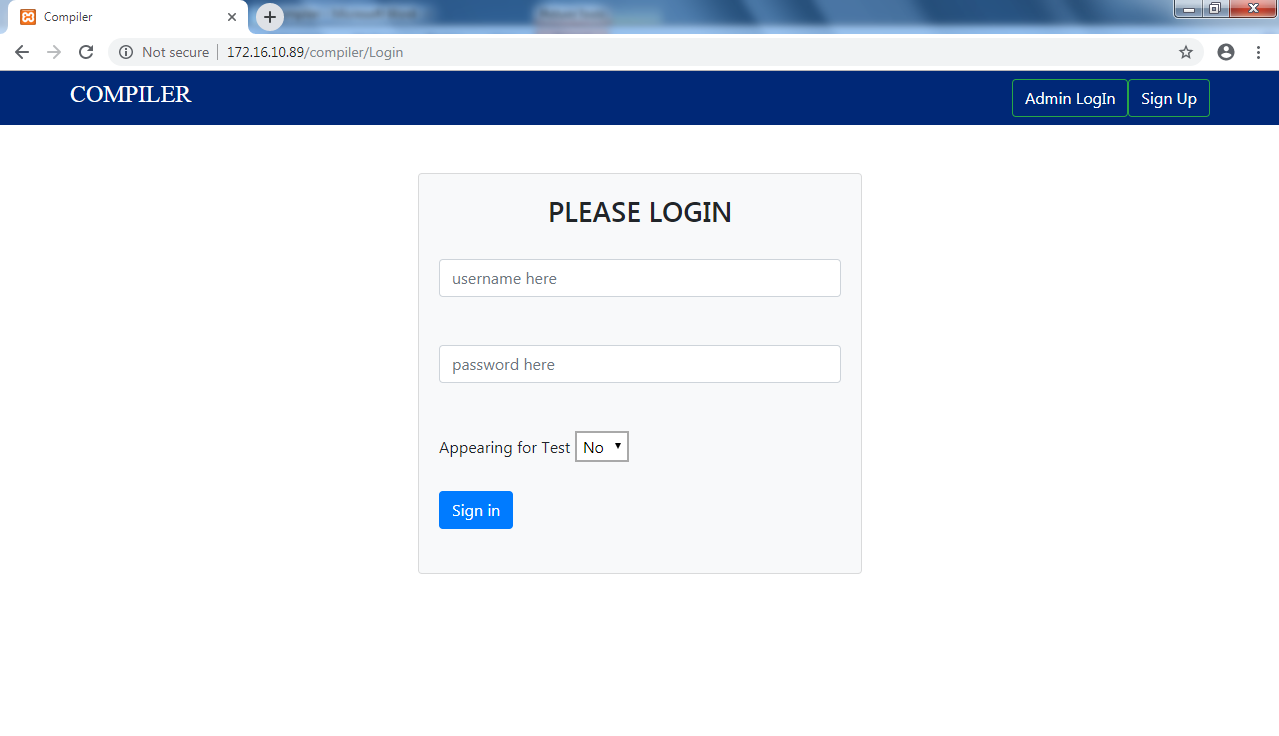 Compiler
Not secure | 172.16.10.89/compiler/Login
COMPILER
Admin LogIn
Sign Up
PLEASE LOGIN
username here
password here
Appearing for Test No
Sign in